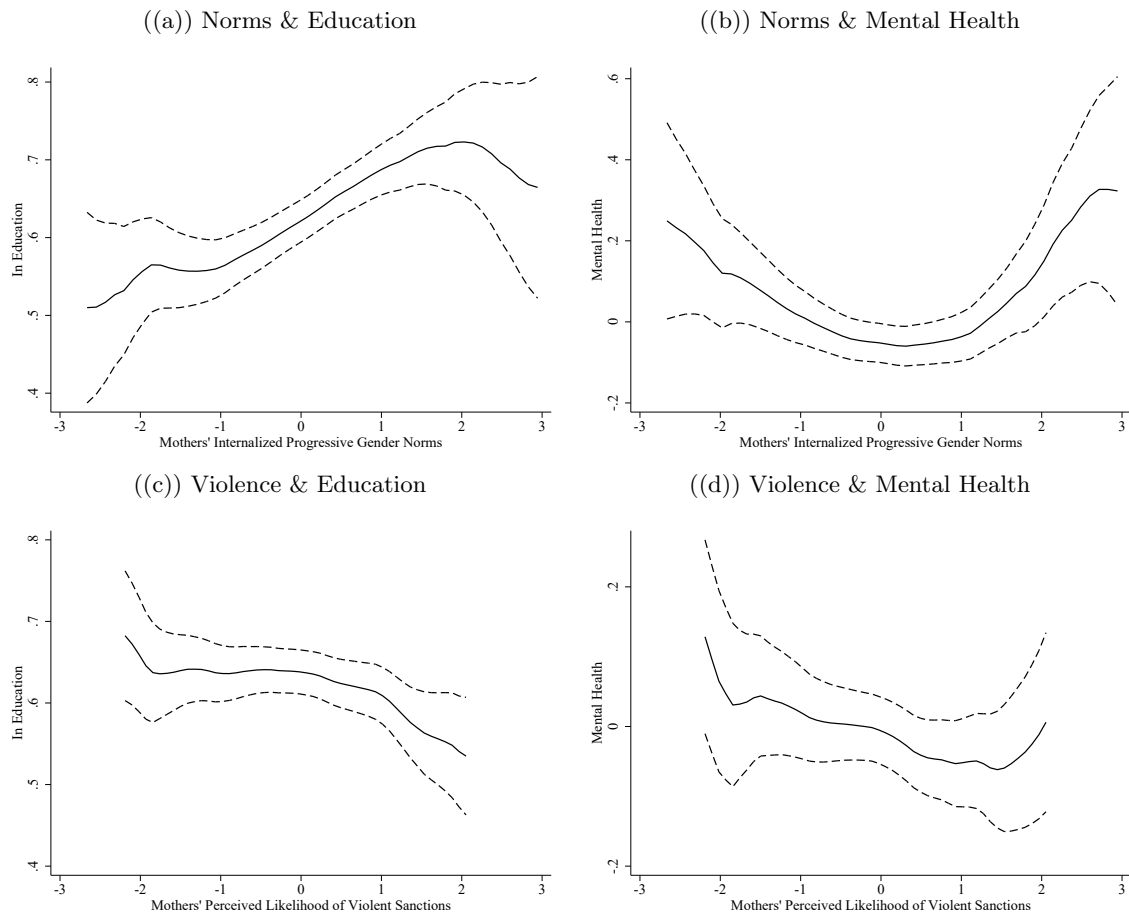 ((a)) Norms & Education
.8
.7
.6
.5
.4
In Education
-3 -2 -1 0 1 2 3
Mothers' Internalized Progressive Gender Norms
((b)) Norms & Mental Health
.6
.4
.2
0
-.2
Mental Health
-3 -2 -1 0 1 2 3
Mothers' Internalized Progressive Gender Norms
((c)) Violence & Education
.8
.7
.6
.5
.4
In Education
-3 -2 -1 0 1 2 3
Mothers' Perceived Likelihood of Violent Sanctions
((d)) Violence & Mental Health
.2
0
-.2
Mental Health
-3 -2 -1 0 1 2 3
Mothers' Perceived Likelihood of Violent Sanctions